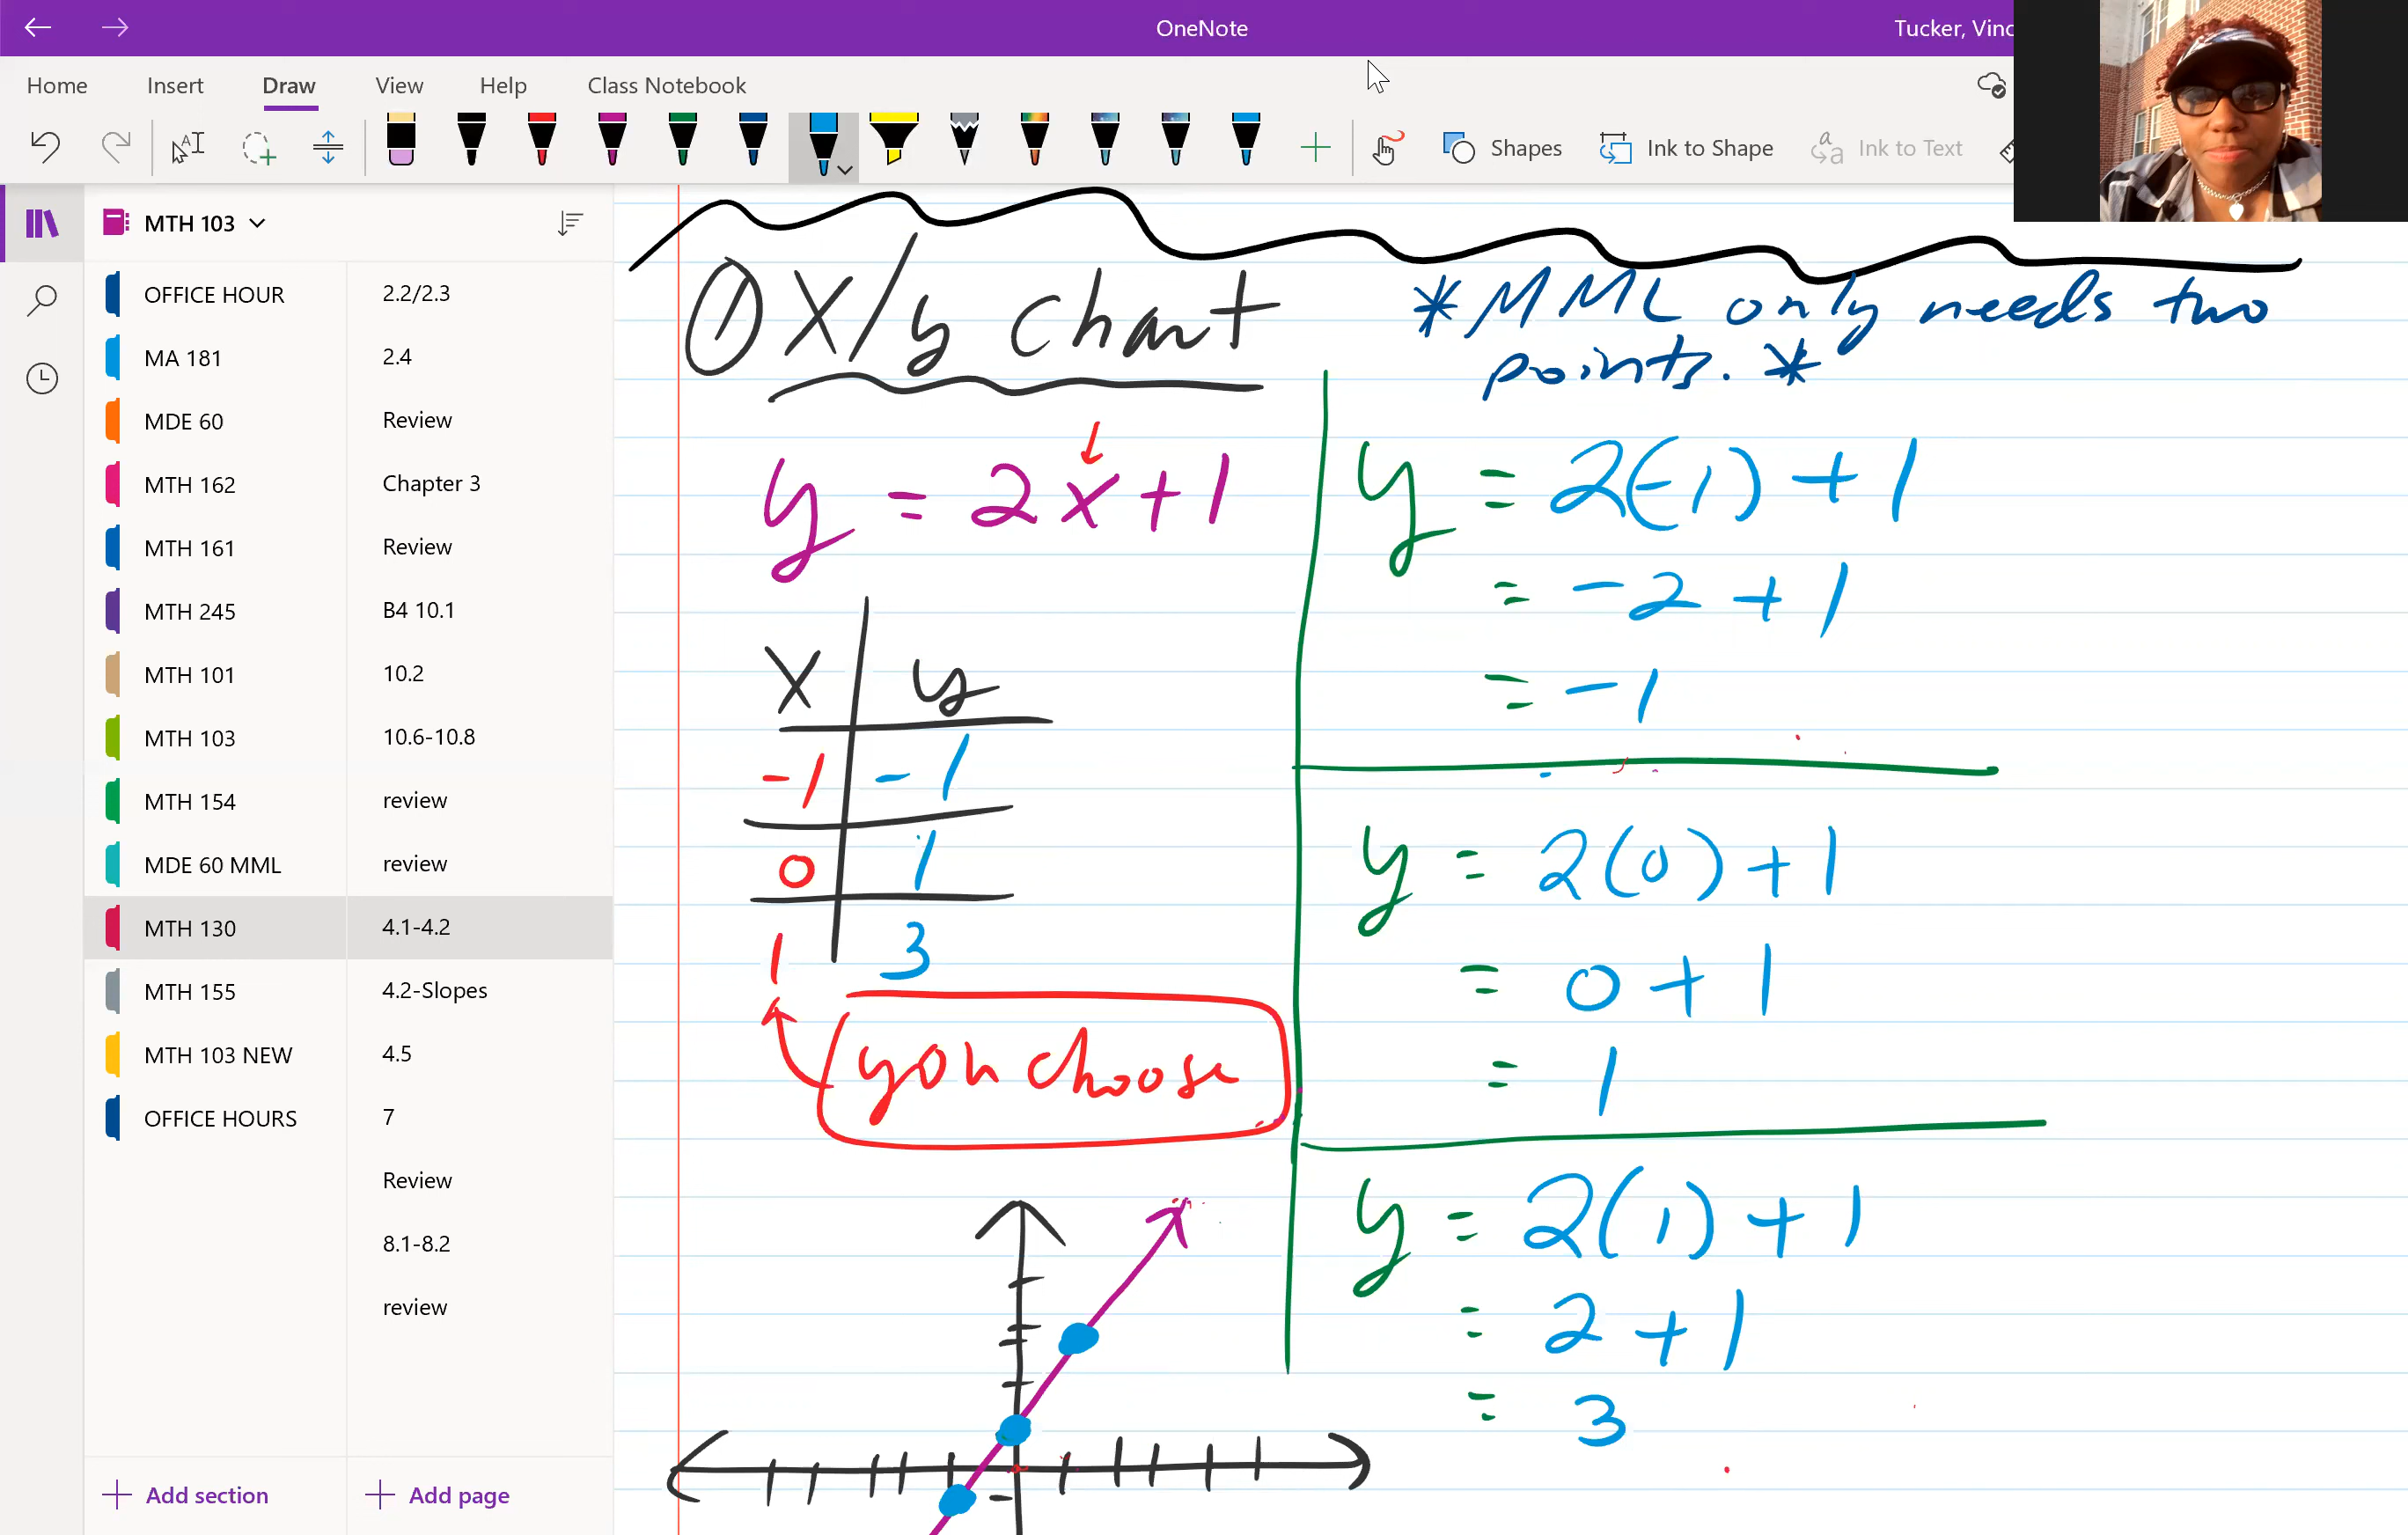 OneNote
Tucker, Vinc
Home Insert Draw View Help Class Notebook
Shapes Ink to Shape Ink to Text
MTH 103
OFFICE HOUR
MA 181
MDE 60
MTH 162
MTH 161
MTH 245
MTH 101
MTH 103
MTH 154
MDE 60 MML
MTH 130
MTH 155
MTH 103 NEW
OFFICE HOURS
Add section
2.2/2.3
2.4
Review
Chapter 3
Review
B4 10.1
10.2
10.6-10.8
review
review
4.1-4.2
4.2-Slopes
4.5
7
Review
8.1-8.2
review
Add page
① X/y Chart
y = 2x+1
X y
-1 -1
0 1
1 3
you choose
*MML only needs two
points. *
y = 2(-1) + 1
= -2 + 1
= -1
y = 2(0) + 1
= 0 + 1
= 1
y = 2(1) + 1
= 2 + 1
= 3